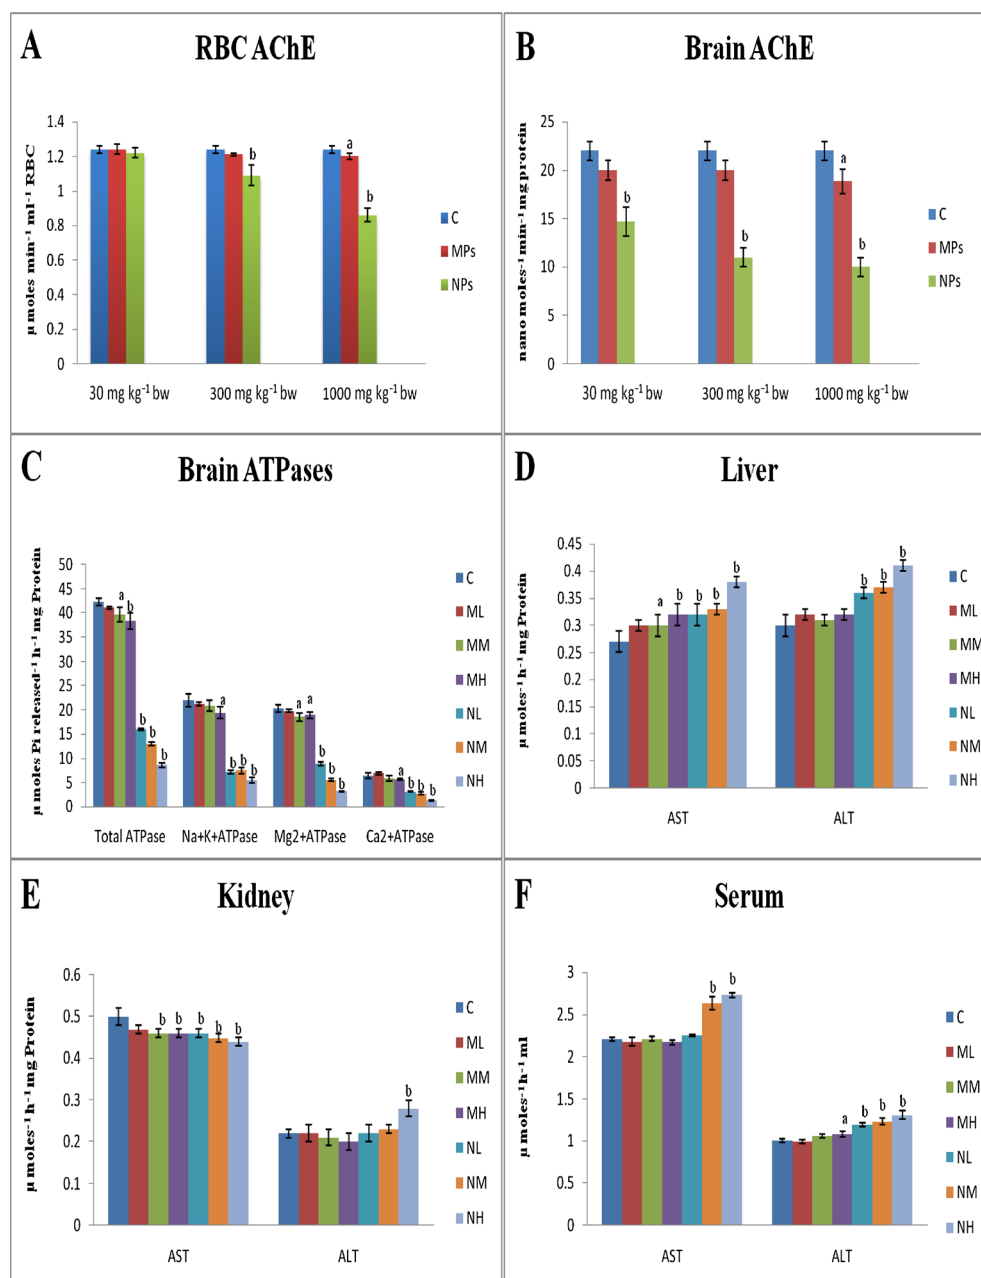 A
RBC AChE
μ moles min⁻¹ ml⁻¹ RBC
1.4
1.2
1
0.8
0.6
0.4
0.2
0
a
b
b
30 mg kg⁻¹ bw
300 mg kg⁻¹ bw
1000 mg kg⁻¹ bw
C
MPs
NPs
B
Brain AChE
nano moles⁻¹ min⁻¹ mg protein
25
20
15
10
5
0
b
b
a
b
30 mg kg⁻¹ bw
300 mg kg⁻¹ bw
1000 mg kg⁻¹ bw
C
MPs
NPs
C
Brain ATPases
μ moles Pi released⁻¹ h⁻¹ mg Protein
50
45
40
35
30
25
20
15
10
5
0
a b
b b b
a
b b b
a a
b b b
a
b b b
Total ATPase
Na+K+ATPase
Mg2+ATPase
Ca2+ATPase
C
ML
MM
MH
NL
NM
NH
D
Liver
μ moles⁻¹ h⁻¹ mg Protein
0.45
0.4
0.35
0.3
0.25
0.2
0.15
0.1
0.05
0
a b b b b
b b b
AST
ALT
C
ML
MM
MH
NL
NM
NH
E
Kidney
μ moles⁻¹ h⁻¹ mg Protein
0.6
0.5
0.4
0.3
0.2
0.1
0
b b b b b
b
AST
ALT
C
ML
MM
MH
NL
NM
NH
F
Serum
μ moles⁻¹ h⁻¹ ml
3
2.5
2
1.5
1
0.5
0
b b
a b b b
AST
ALT
C
ML
MM
MH
NL
NM
NH